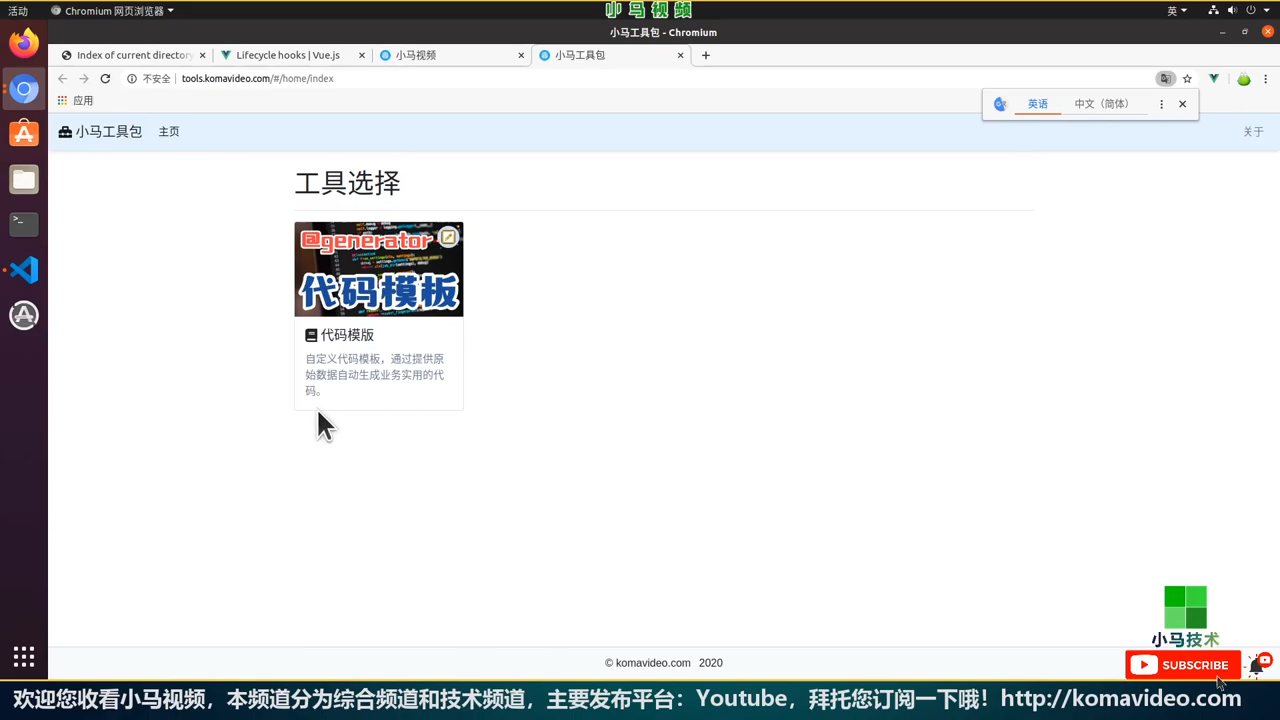 活动
Chromium 网页浏览器
小马视频
英
小马工具包 - Chromium
Index of current directory
Lifecycle hooks | Vue.js
小马视频
小马工具包
不安全
tools.komavideo.com/#/home/index
应用
英语
中文（简体）
小马工具包
主页
关于
工具选择
@generator
代码模板
代码模版
自定义代码模板，通过提供原
始数据自动生成业务实用的代
码。
© komavideo.com 2020
小马技术
SUBSCRIBE
欢迎您收看小马视频，本频道分为综合频道和技术频道，主要发布平台：Youtube，拜托您订阅一下哦！http://komavideo.com